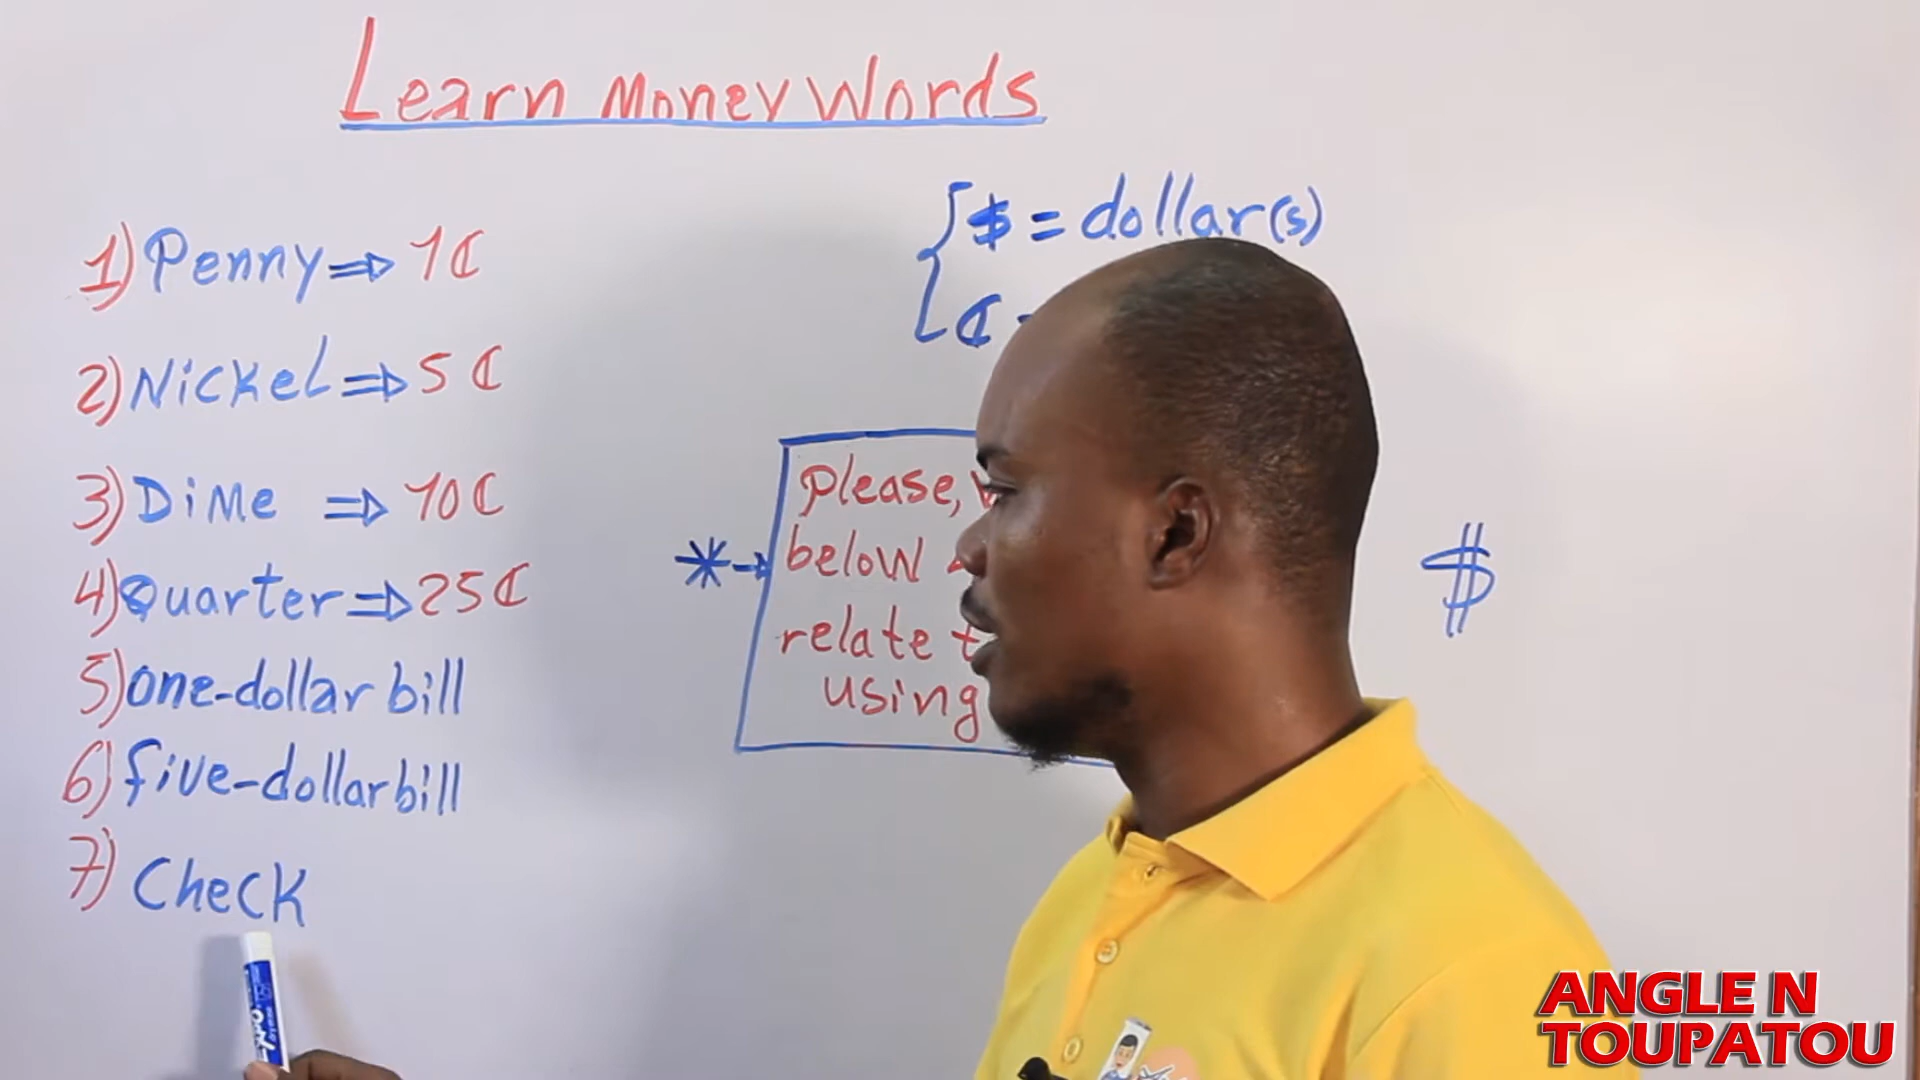 Learn Money Words
1) Penny ⇒ 1¢
2) Nickel ⇒ 5¢
3) Dime ⇒ 10¢
4) Quarter ⇒ 25¢
5) one-dollar bill
6) five-dollar bill
7) Check
$ = dollar(s)
¢
* → Please,
below
relate
using
$
EXPO
ANGLE N
TOUPATOU